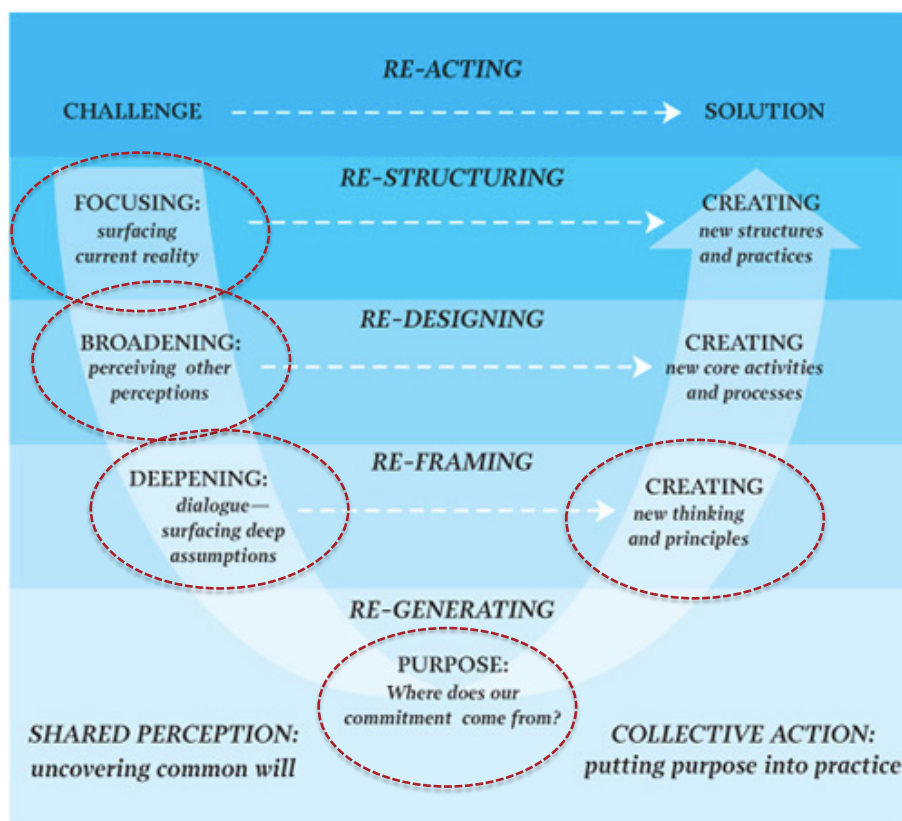 RE-ACTING
CHALLENGE
SOLUTION
RE-STRUCTURING
FOCUSING:
surfacing
current reality
CREATING
new structures
and practices
RE-DESIGNING
BROADENING:
perceiving other
perceptions
CREATING
new core activities
and processes
RE-FRAMING
DEEPENING:
dialogue—
surfacing deep
assumptions
CREATING
new thinking
and principles
RE-GENERATING
PURPOSE:
Where does our
commitment come from?
SHARED PERCEPTION:
uncovering common will
COLLECTIVE ACTION:
putting purpose into practice